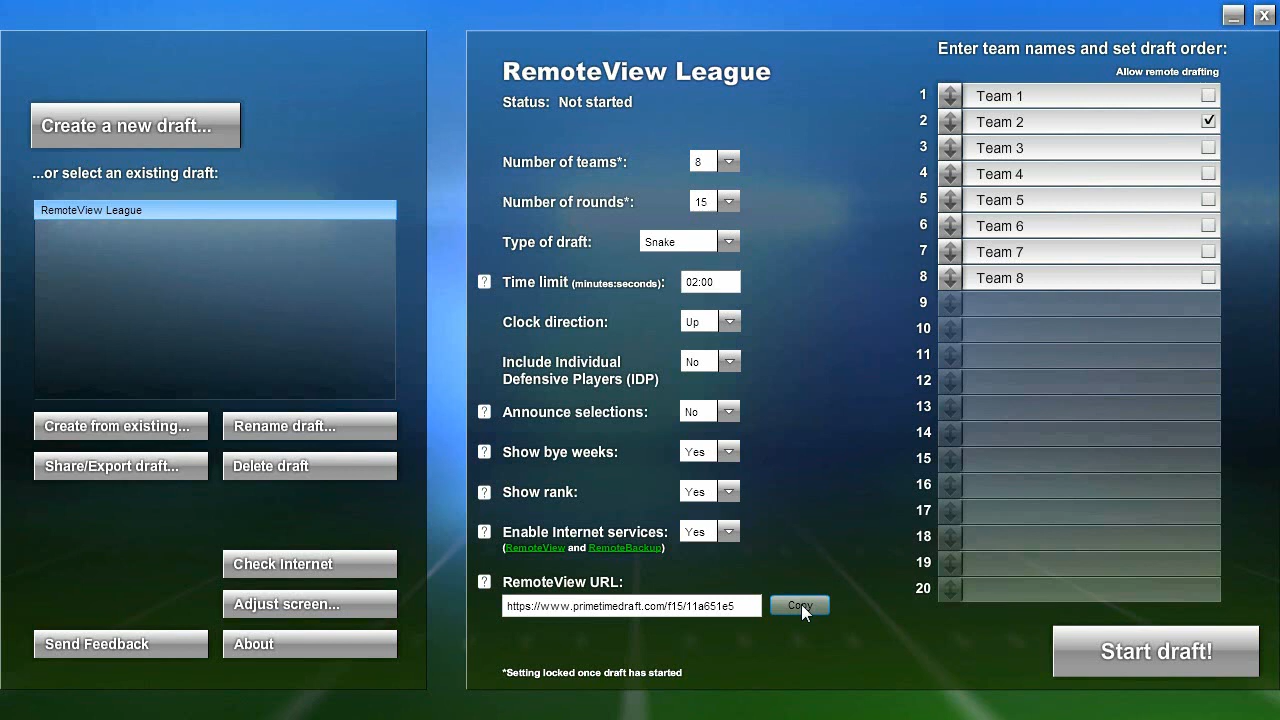 Create a new draft...
...or select an existing draft:
RemoteView League
Create from existing...
Rename draft...
Share/Export draft...
Delete draft
Check Internet
Adjust screen...
Send Feedback
About
RemoteView League
Status: Not started
Number of teams*: 8
Number of rounds*: 15
Type of draft: Snake
? Time limit (minutes:seconds): 02:00
Clock direction: Up
Include Individual
Defensive Players (IDP) No
? Announce selections: No
? Show bye weeks: Yes
? Show rank: Yes
? Enable Internet services: Yes
(RemoteView and RemoteBackup)
? RemoteView URL:
https://www.primetimedraft.com/f15/11a651e5 Copy
*Setting locked once draft has started
Enter team names and set draft order:
Allow remote drafting
1 Team 1
2 Team 2
3 Team 3
4 Team 4
5 Team 5
6 Team 6
7 Team 7
8 Team 8
9
10
11
12
13
14
15
16
17
18
19
20
Start draft!